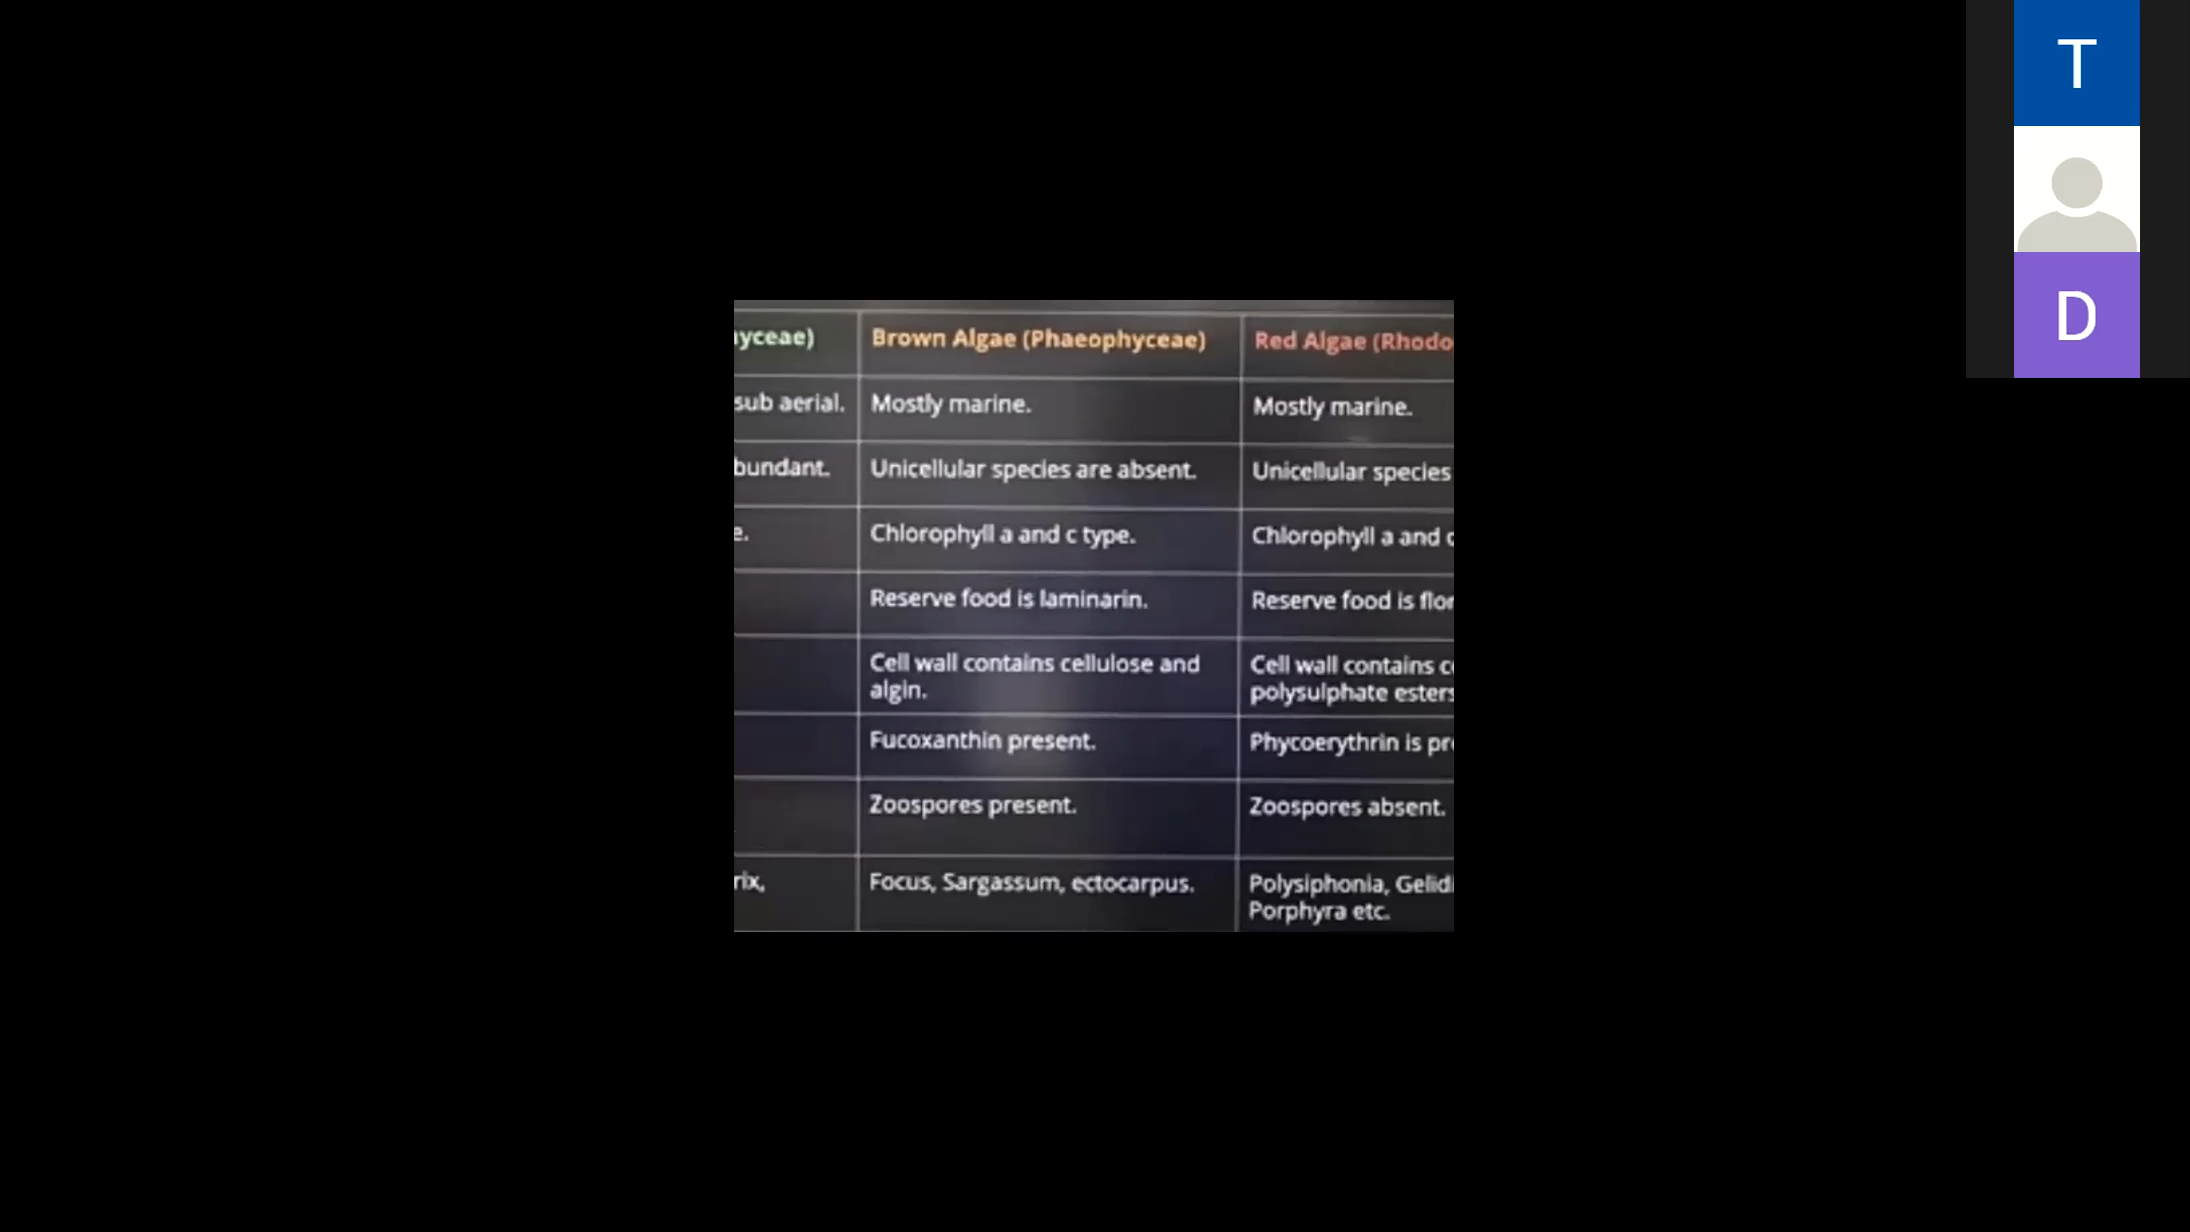 T
D
yceae)
Brown Algae (Phaeophyceae)
Red Algae (Rhodo
sub aerial.
Mostly marine.
Mostly marine.
bundant.
Unicellular species are absent.
Unicellular species
e.
Chlorophyll a and c type.
Chlorophyll a and
Reserve food is laminarin.
Reserve food is flor
Cell wall contains cellulose and
algin.
Cell wall contains c
polysulphate esters
Fucoxanthin present.
Phycoerythrin is pr
Zoospores present.
Zoospores absent.
rix,
Focus, Sargassum, ectocarpus.
Polysiphonia, Gelid
Porphyra etc.